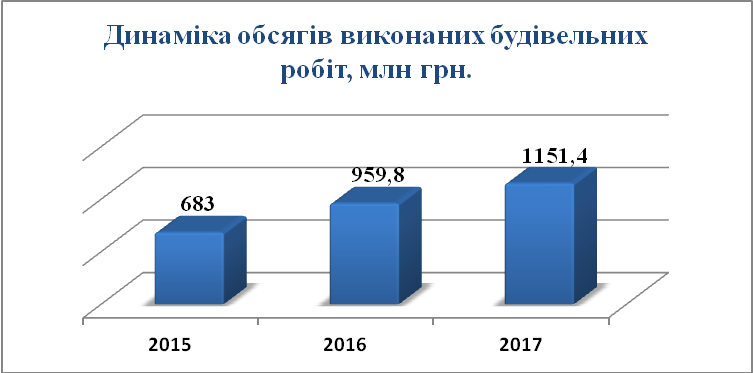 Динаміка обсягів виконаних будівельних
робіт, млн грн.
1151,4
959,8
683
2015 2016 2017